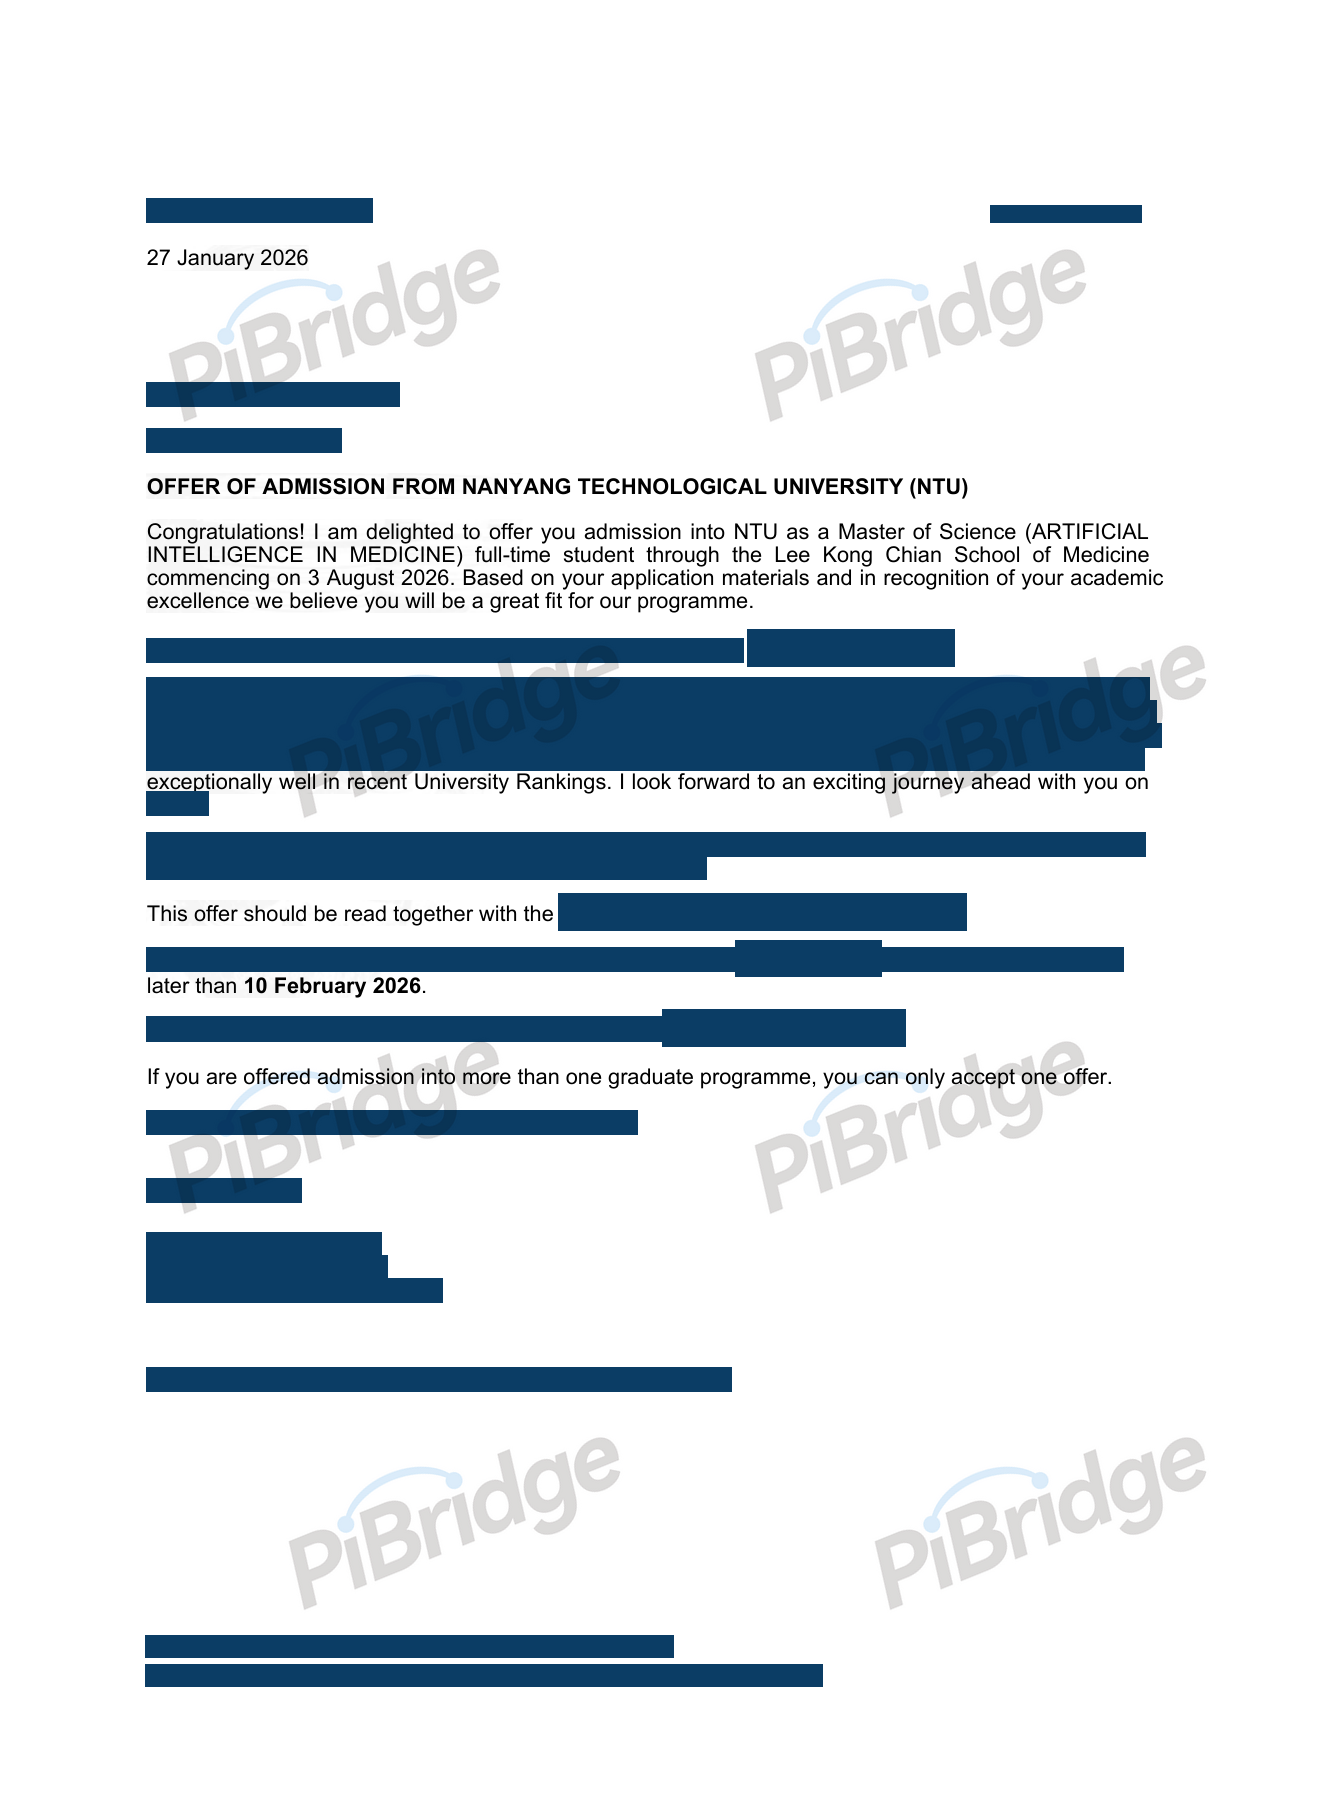 27 January 2026
PiBridge PiBridge
OFFER OF ADMISSION FROM NANYANG TECHNOLOGICAL UNIVERSITY (NTU)
Congratulations! I am delighted to offer you admission into NTU as a Master of Science (ARTIFICIAL
INTELLIGENCE IN MEDICINE) full-time student through the Lee Kong Chian School of Medicine
commencing on 3 August 2026. Based on your application materials and in recognition of your academic
excellence we believe you will be a great fit for our programme.
PiBridge PiBridge
exceptionally well in recent University Rankings. I look forward to an exciting journey ahead with you on
This offer should be read together with the
later than 10 February 2026.
If you are offered admission into more than one graduate programme, you can only accept one offer.
PiBridge PiBridge
PiBridge PiBridge